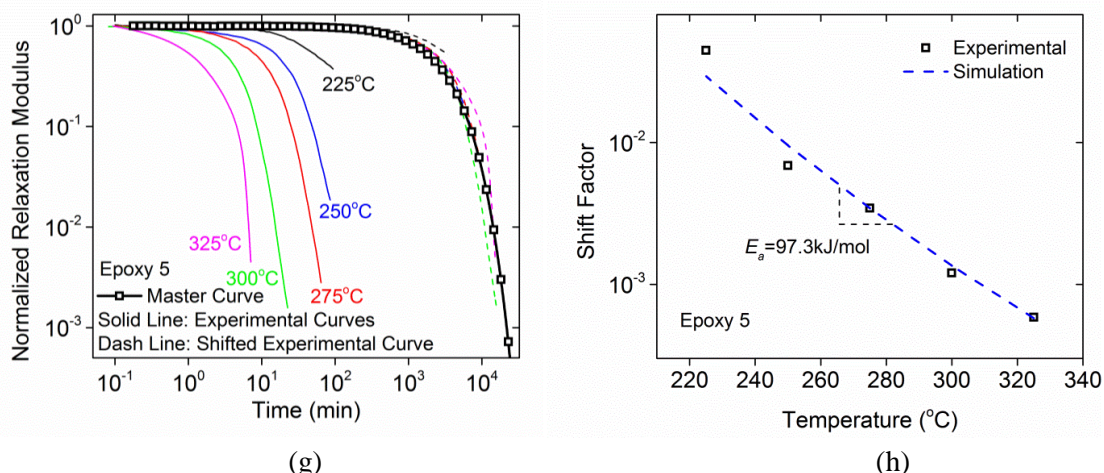 Normalized Relaxation Modulus
10⁰
10⁻¹
10⁻²
10⁻³
225°C
250°C
325°C
300°C
275°C
Epoxy 5
Master Curve
Solid Line: Experimental Curves
Dash Line: Shifted Experimental Curve
10⁻¹ 10⁰ 10¹ 10² 10³ 10⁴
Time (min)
(g)
Shift Factor
10⁻²
10⁻³
Experimental
Simulation
Eₐ=97.3kJ/mol
Epoxy 5
220 240 260 280 300 320 340
Temperature (°C)
(h)